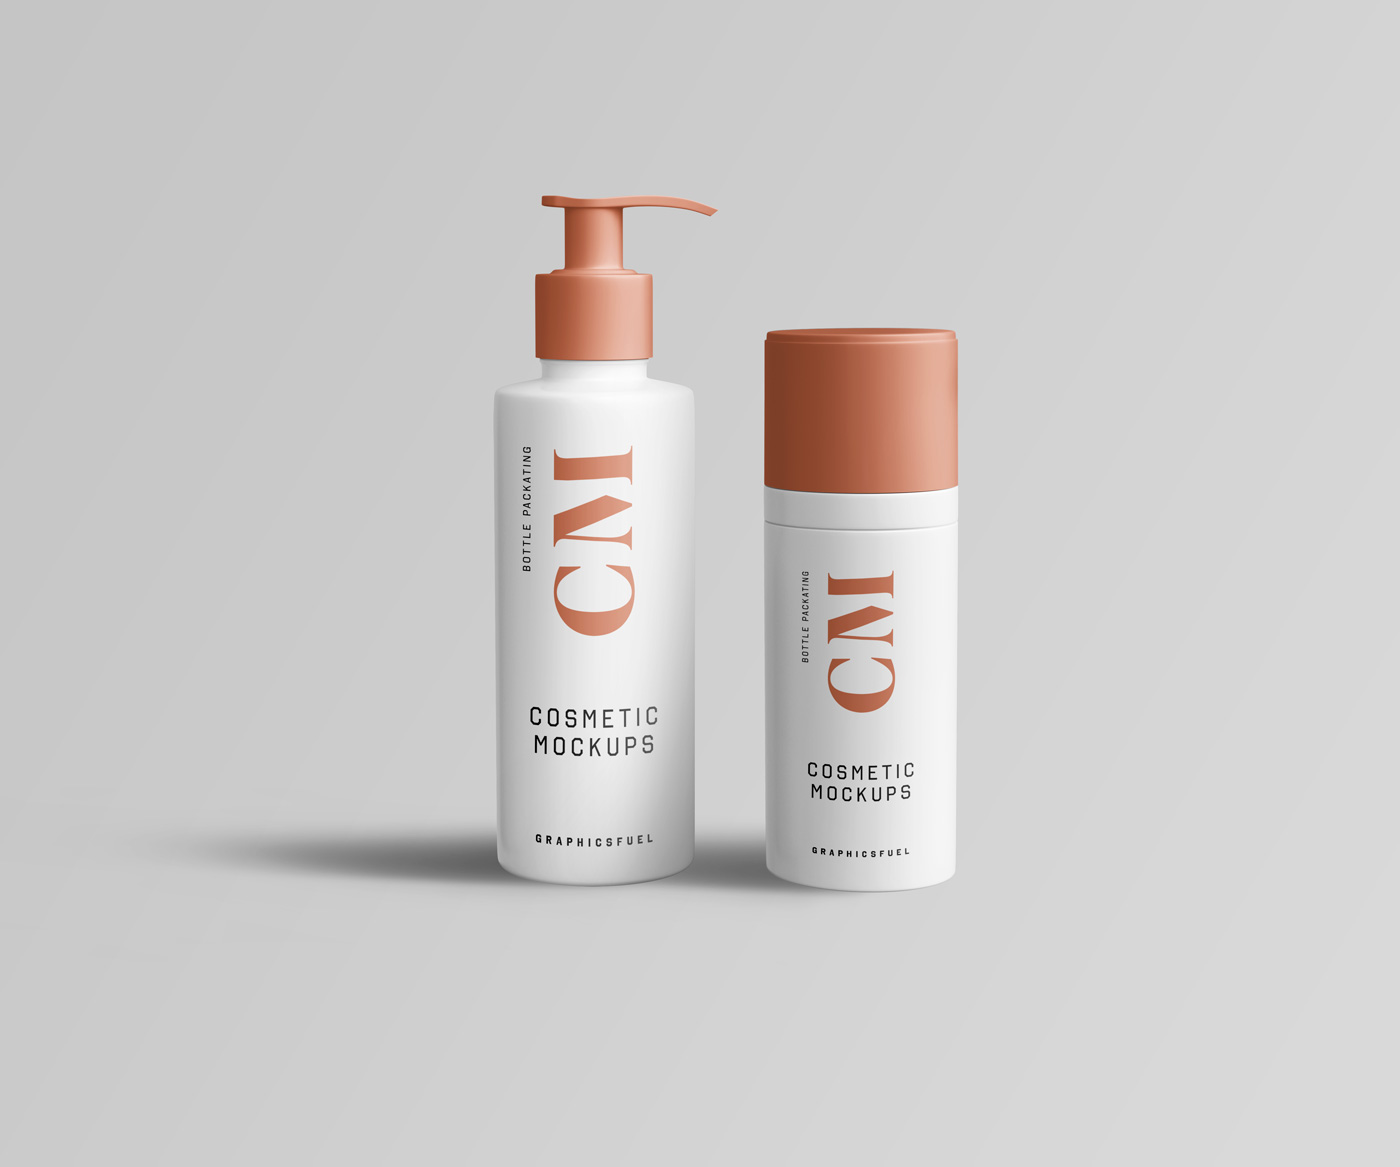 BOTTLE PACKATING
CM
COSMETIC
MOCKUPS
GRAPHICSFUEL
BOTTLE PACKATING
CM
COSMETIC
MOCKUPS
GRAPHICSFUEL